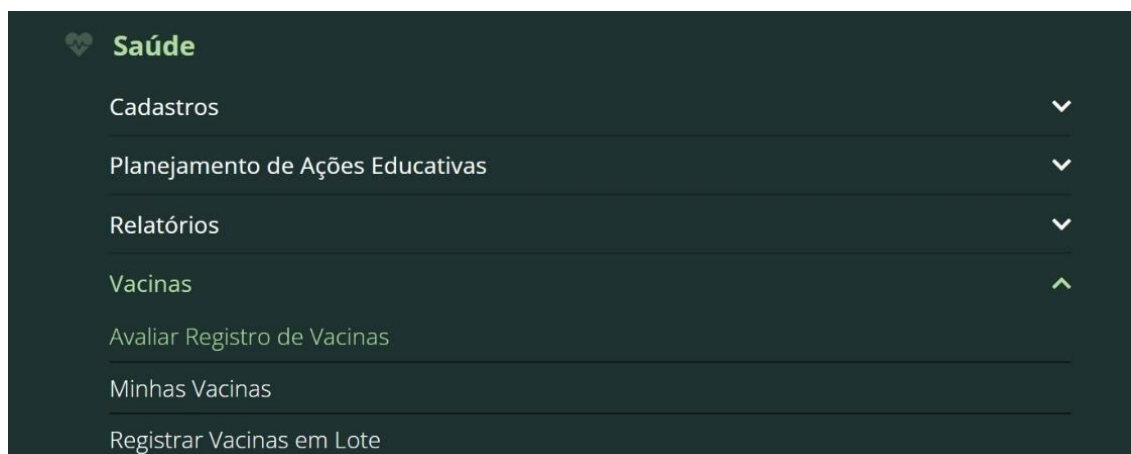 Saúde
Cadastros
Planejamento de Ações Educativas
Relatórios
Vacinas
Avaliar Registro de Vacinas
Minhas Vacinas
Registrar Vacinas em Lote